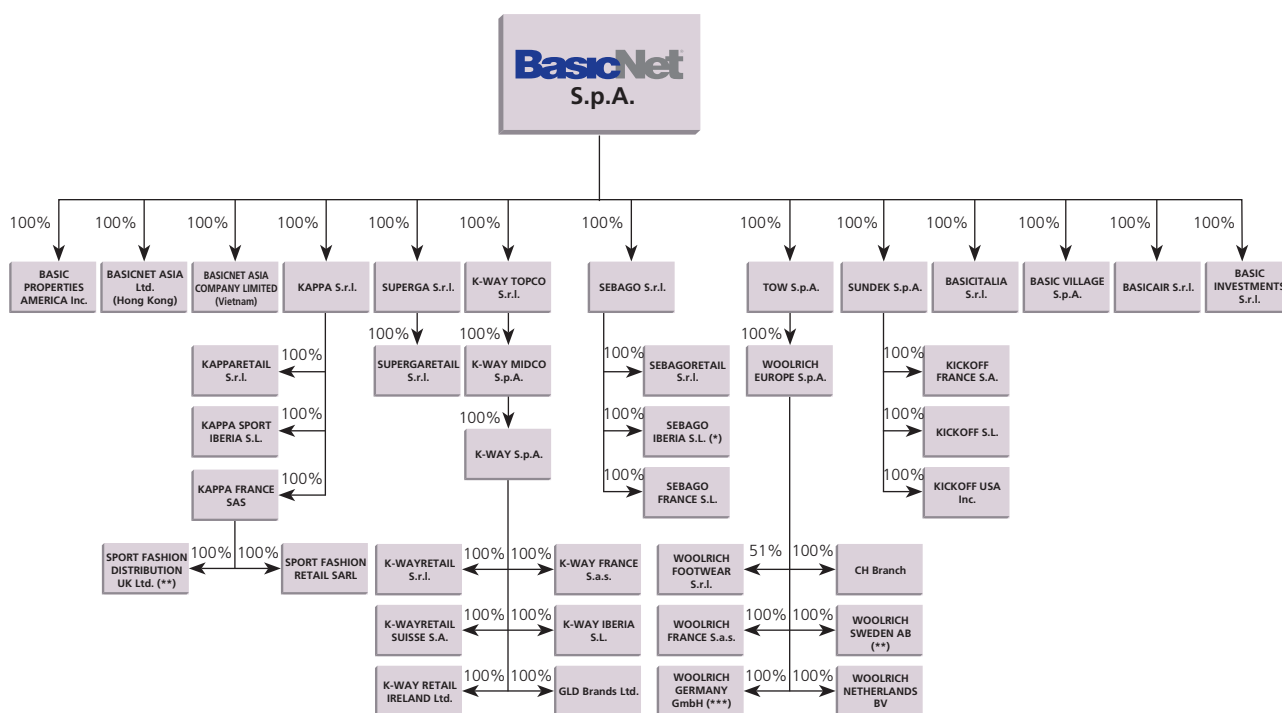 BasicNet
S.p.A.
100% 100% 100% 100% 100% 100% 100% 100% 100% 100% 100% 100% 100%
BASIC
PROPERTIES
AMERICA Inc.
BASICNET ASIA
Ltd.
(Hong Kong)
BASICNET ASIA
COMPANY LIMITED
(Vietnam)
KAPPA S.r.l.
SUPERGA S.r.l.
K-WAY TOPCO
S.r.l.
SEBAGO S.r.l.
TOW S.p.A.
SUNDEK S.p.A.
BASICITALIA
S.r.l.
BASIC VILLAGE
S.p.A.
BASICAIR S.r.l.
BASIC
INVESTMENTS
S.r.l.
100%
KAPPARETAIL
S.r.l.
100%
KAPPA SPORT
IBERIA S.L.
100%
KAPPA FRANCE
SAS
100%
SPORT FASHION
DISTRIBUTION
UK Ltd. (**)
100%
SPORT FASHION
RETAIL SARL
100%
SUPERGARETAIL
S.r.l.
100%
K-WAY MIDCO
S.p.A.
100%
K-WAY S.p.A.
100%
K-WAYRETAIL
S.r.l.
100%
K-WAY FRANCE
S.a.s.
100%
K-WAYRETAIL
SUISSE S.A.
100%
K-WAY IBERIA
S.L.
100%
K-WAY RETAIL
IRELAND Ltd.
100%
GLD Brands Ltd.
100%
SEBAGORETAIL
S.r.l.
100%
SEBAGO
IBERIA S.L. (*)
100%
SEBAGO
FRANCE S.L.
100%
WOOLRICH
EUROPE S.p.A.
51%
WOOLRICH
FOOTWEAR
S.r.l.
100%
CH Branch
100%
WOOLRICH
FRANCE S.a.s.
100%
WOOLRICH
SWEDEN AB
(**)
100%
WOOLRICH
GERMANY
GmbH (***)
100%
WOOLRICH
NETHERLANDS
BV
100%
KICKOFF
FRANCE S.A.
100%
KICKOFF S.L.
100%
KICKOFF USA
Inc.